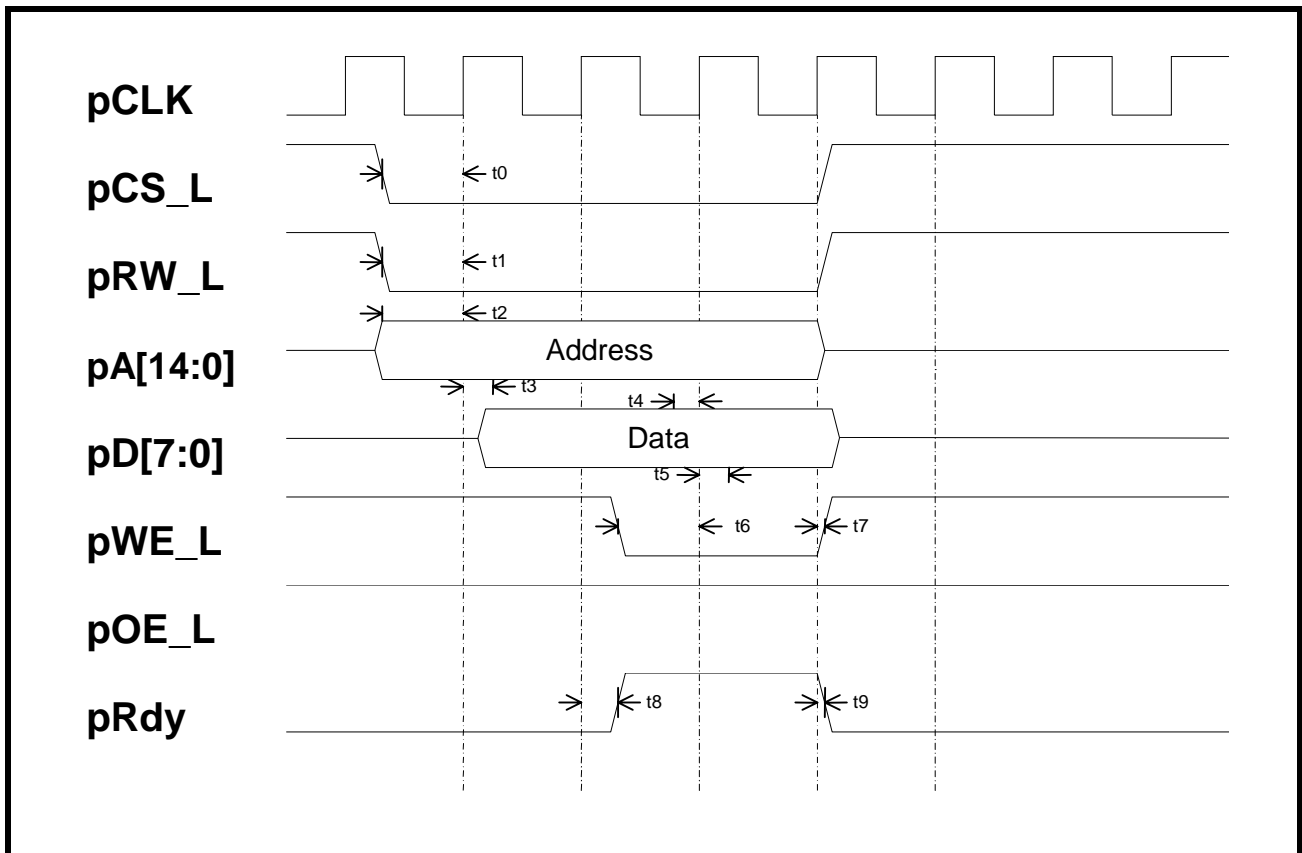 pCLK
pCS_L
t0
pRW_L
t1
t2
pA[14:0]
Address
t3
t4
pD[7:0]
Data
t5
pWE_L
t6
t7
pOE_L
pRdy
t8
t9